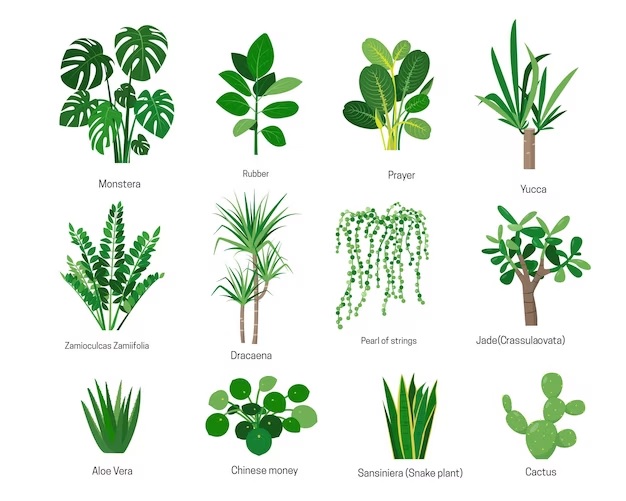 Monstera
Rubber
Prayer
Yucca
Zamioculcas Zamiifolia
Dracaena
Pearl of strings
Jade(Crassulaovata)
Aloe Vera
Chinese money
Sansiniera (Snake plant)
Cactus